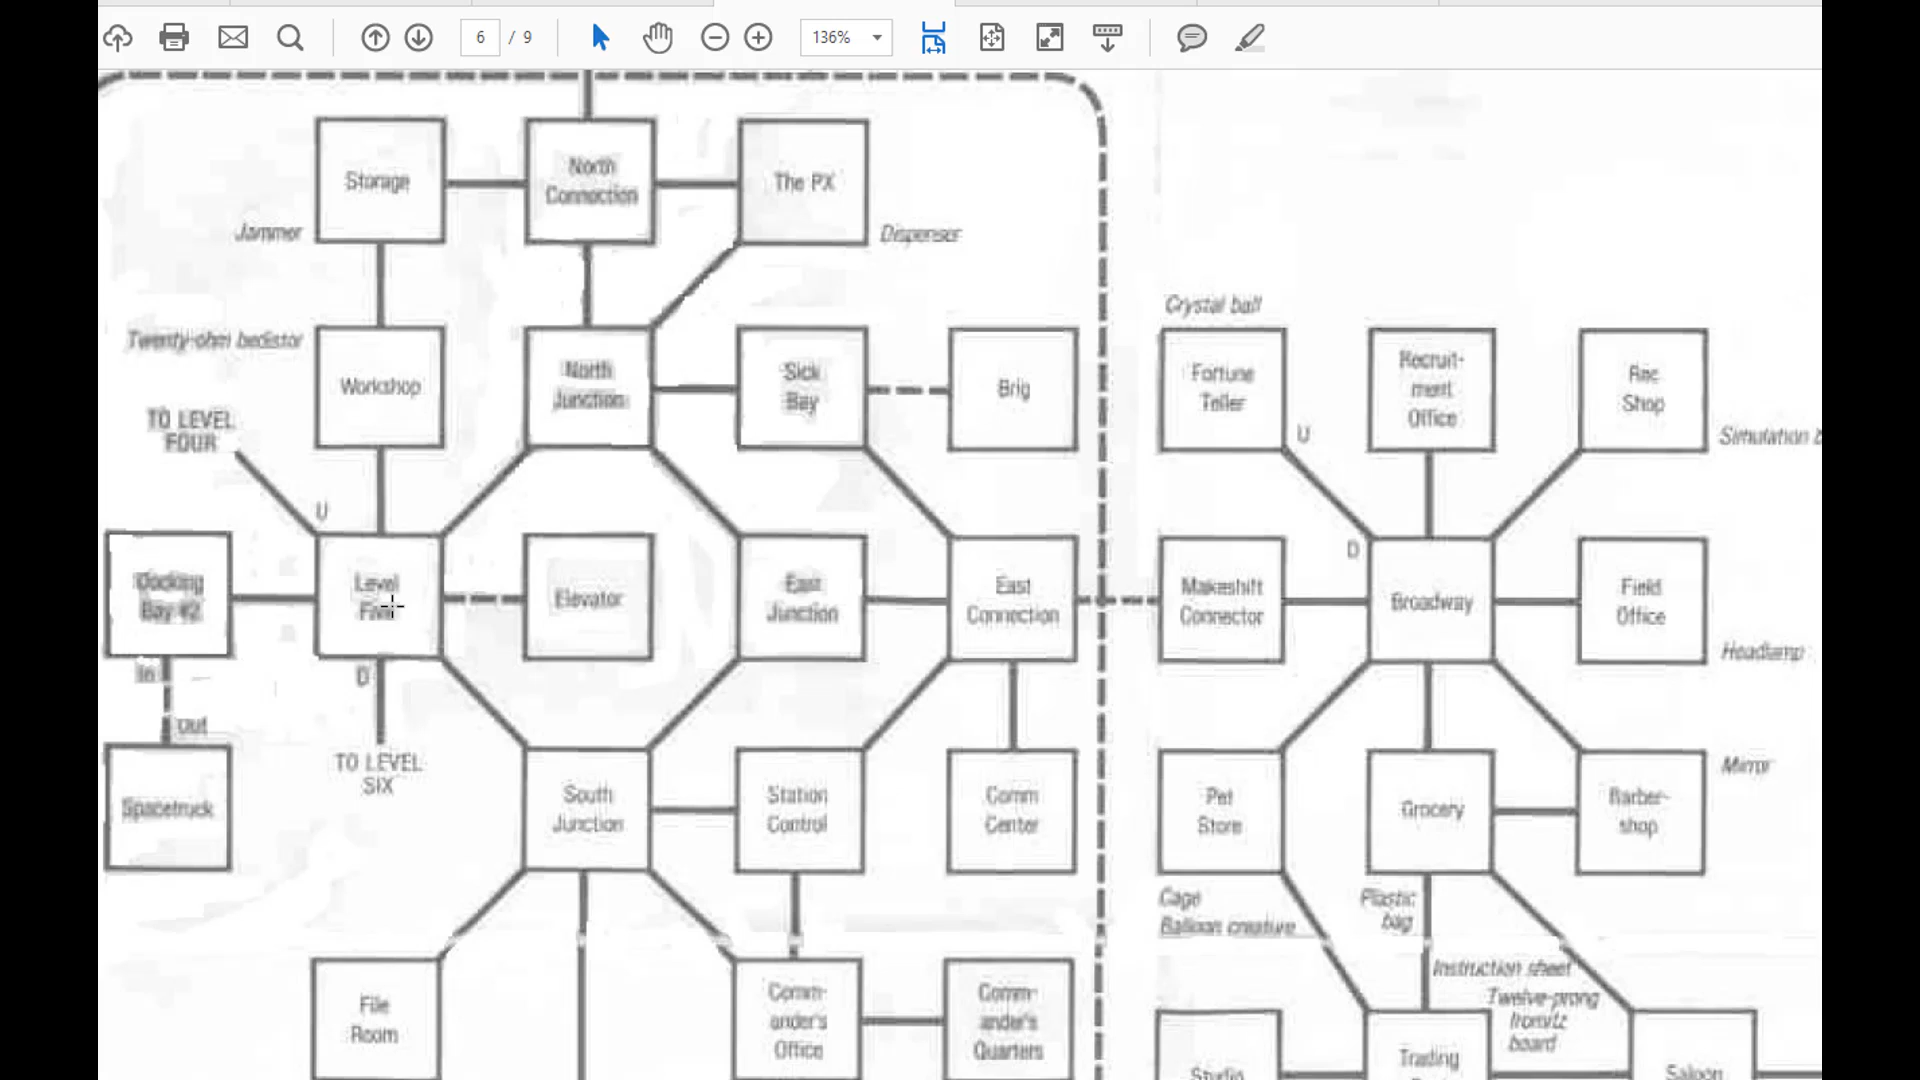 6 / 9
136%
Storage
North
Connection
The PX
Jammer
Dispenser
Crystal ball
Twenty-ohm bedistor
Workshop
North
Junction
Sick
Bay
Brig
Fortune
Teller
Recruit-
ment
Office
Rec
Shop
TO LEVEL
FOUR
U
U
Simulation
Docking
Bay #2
Level
Five
Elevator
East
Junction
East
Connection
Makeshift
Connector
D
Broadway
Field
Office
In
D
Headlamp
Out
TO LEVEL
SIX
Spacetruck
South
Junction
Station
Control
Comm
Center
Pet
Store
Grocery
Barber-
shop
Mirror
Cage
Balloon creature
Plastic
bag
Instruction sheet
Twelve-prong
fromitz
board
File
Room
Comm-
ander's
Office
Comm-
ander's
Quarters
Studio
Trading
Saloon